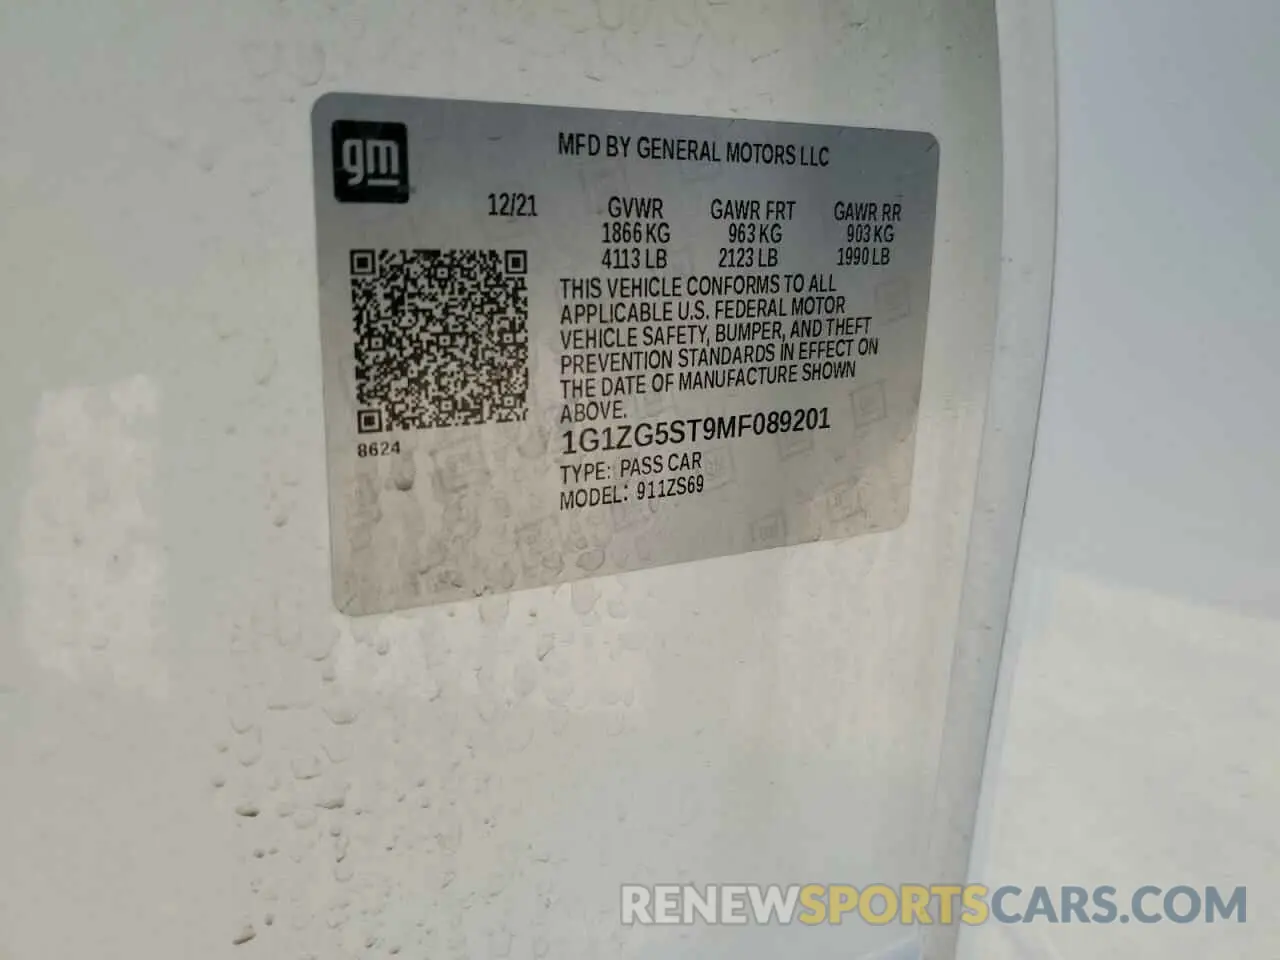 gm
MFD BY GENERAL MOTORS LLC
12/21 GVWR GAWR FRT GAWR RR
1866 KG 963 KG 903 KG
4113 LB 2123 LB 1990 LB
THIS VEHICLE CONFORMS TO ALL
APPLICABLE U.S. FEDERAL MOTOR
VEHICLE SAFETY, BUMPER, AND THEFT
PREVENTION STANDARDS IN EFFECT ON
THE DATE OF MANUFACTURE SHOWN
ABOVE.
8624
1G1ZG5ST9MF089201
TYPE: PASS CAR
MODEL: 911ZS69
RENEWSPORTSCARS.COM